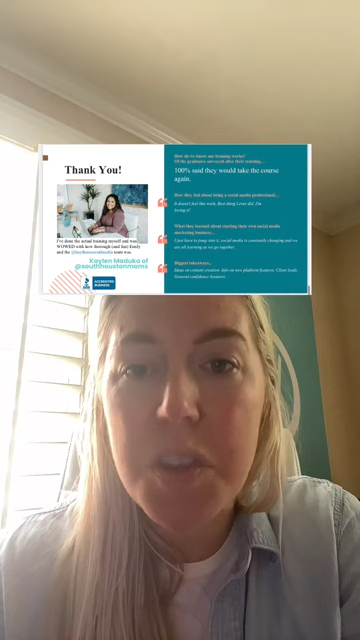 Thank You!
I've done the actual training myself and was
WOWED with how thorough (and fun) Emily
and the team was.
Kaylen Maduka of
@southhoustonmoms
BBB
ACCREDITED
BUSINESS
How do we know our training works?
Of the graduates surveyed after their training...
100% said they would take the course
again.
How they feel about being a social media professional...
It doesn't feel like work. Best thing I ever did. I'm
loving it!
What they learned about starting their own social media
marketing business...
I just have to jump into it, social media is constantly changing and we
are all learning as we go together.
Biggest takeaways...
Ideas on content creation. Info on new platform features. Client leads.
General confidence boosters.